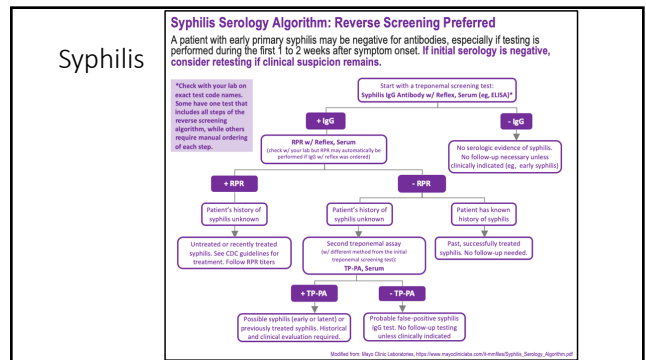 Syphilis
Syphilis Serology Algorithm: Reverse Screening Preferred
A patient with early primary syphilis may be negative for antibodies, especially if testing is
performed during the first 1 to 2 weeks after symptom onset. If initial serology is negative,
consider retesting if clinical suspicion remains.
*Check with your lab on
exact test code names.
Some have one test that
includes all steps of the
reverse screening
algorithm, while others
require manual ordering
of each step.
Start with a treponemal screening test:
Syphilis IgG Antibody w/ Reflex, Serum (eg, ELISA)*
+ IgG
- IgG
RPR w/ Reflex, Serum
(check w/ your lab but RPR may automatically be
performed if IgG w/ reflex was ordered)
No serologic evidence of syphilis.
No follow-up necessary unless
clinically indicated (eg, early syphilis)
+ RPR
- RPR
Patient's history of
syphilis unknown
Patient's history of
syphilis unknown
Patient has known
history of syphilis
Untreated or recently treated
syphilis. See CDC guidelines for
treatment. Follow RPR titers
Second treponemal assay
(w/ different method from the initial
treponemal screening test):
TP-PA, Serum
Past, successfully treated
syphilis. No follow-up needed.
+ TP-PA
- TP-PA
Possible syphilis (early or latent) or
previously treated syphilis. Historical
and clinical evaluation required.
Probable false-positive syphilis
IgG test. No follow-up testing
unless clinically indicated
Modified from: Mayo Clinic Laboratories, https://www.mayocliniclabs.com/it-mmfiles/Syphilis_Serology_Algorithm.pdf